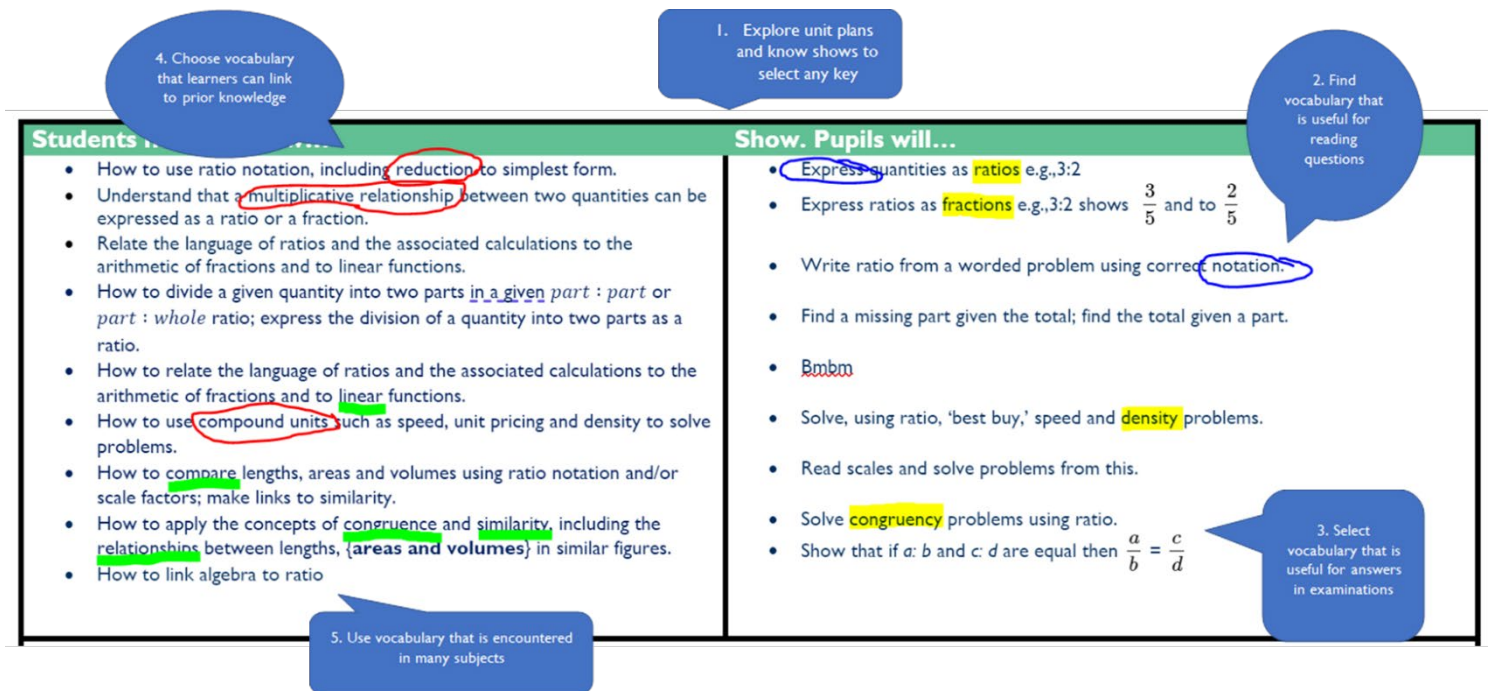 1. Explore unit plans
and know shows to
select any key
4. Choose vocabulary
that learners can link
to prior knowledge
2. Find
vocabulary that
is useful for
reading
questions
Students
Show. Pupils will...
• How to use ratio notation, including reduction to simplest form.
• Understand that a multiplicative relationship between two quantities can be
expressed as a ratio or a fraction.
• Relate the language of ratios and the associated calculations to the
arithmetic of fractions and to linear functions.
• How to divide a given quantity into two parts in a given part : part or
part : whole ratio; express the division of a quantity into two parts as a
ratio.
• How to relate the language of ratios and the associated calculations to the
arithmetic of fractions and to linear functions.
• How to use compound units such as speed, unit pricing and density to solve
problems.
• How to compare lengths, areas and volumes using ratio notation and/or
scale factors; make links to similarity.
• How to apply the concepts of congruence and similarity, including the
relationships between lengths, {areas and volumes} in similar figures.
• How to link algebra to ratio
• Express quantities as ratios e.g.,3:2
• Express ratios as fractions e.g.,3:2 shows 3/5 and to 2/5
• Write ratio from a worded problem using correct notation.
• Find a missing part given the total; find the total given a part.
• Bmbm
• Solve, using ratio, ‘best buy,’ speed and density problems.
• Read scales and solve problems from this.
• Solve congruency problems using ratio.
• Show that if a: b and c: d are equal then a/b = c/d
3. Select
vocabulary that is
useful for answers
in examinations
5. Use vocabulary that is encountered
in many subjects